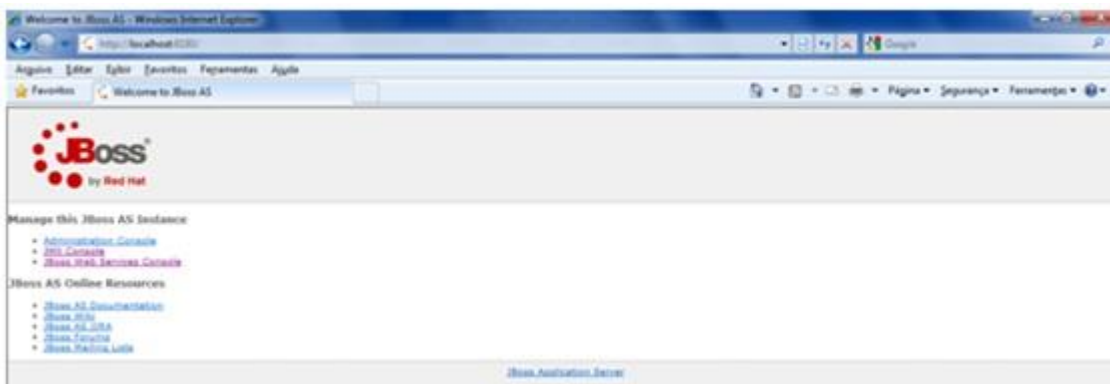 Welcome to JBoss AS - Windows Internet Explorer
http://localhost:8080/
Google
Arquivo Editar Exibir Favoritos Ferramentas Ajuda
Favoritos Welcome to JBoss AS
Página Segurança Ferramentas
JBoss
by Red Hat
Manage this JBoss AS Instance
Administration Console
JMX Console
JBoss Web Services Console
JBoss AS Online Resources
JBoss AS Documentation
JBoss Wiki
JBoss AS JIRA
JBoss Forums
JBoss Mailing Lists
JBoss Application Server